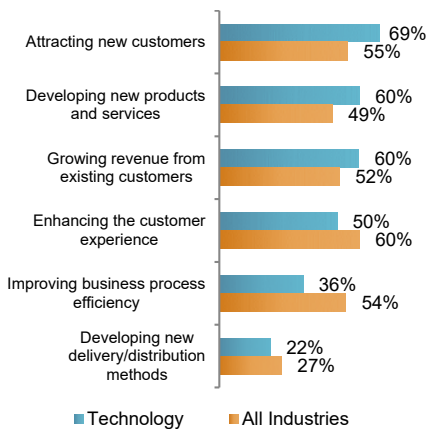 Attracting new customers
69%
55%
Developing new products
and services
60%
49%
Growing revenue from
existing customers
60%
52%
Enhancing the customer
experience
50%
60%
Improving business process
efficiency
36%
54%
Developing new
delivery/distribution
methods
22%
27%
Technology All Industries